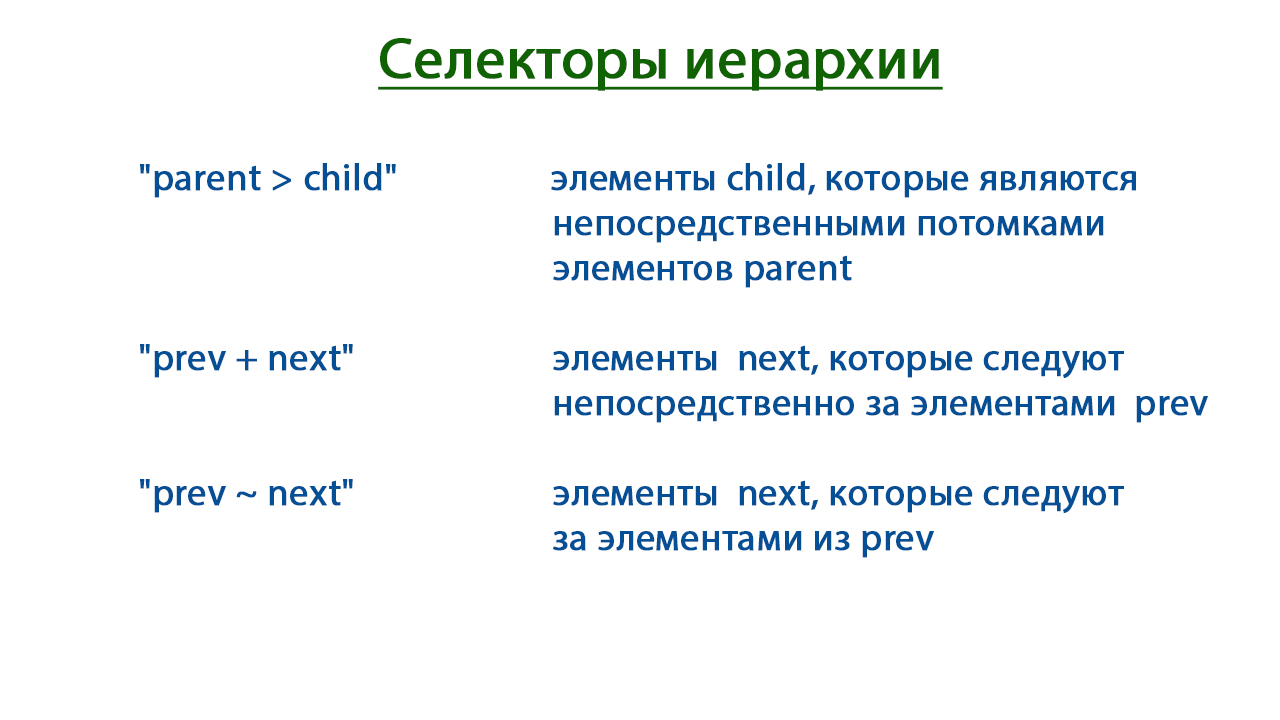 Селекторы иерархии
"parent > child" элементы child, которые являются
непосредственными потомками
элементов parent
"prev + next" элементы next, которые следуют
непосредственно за элементами prev
"prev ~ next" элементы next, которые следуют
за элементами из prev